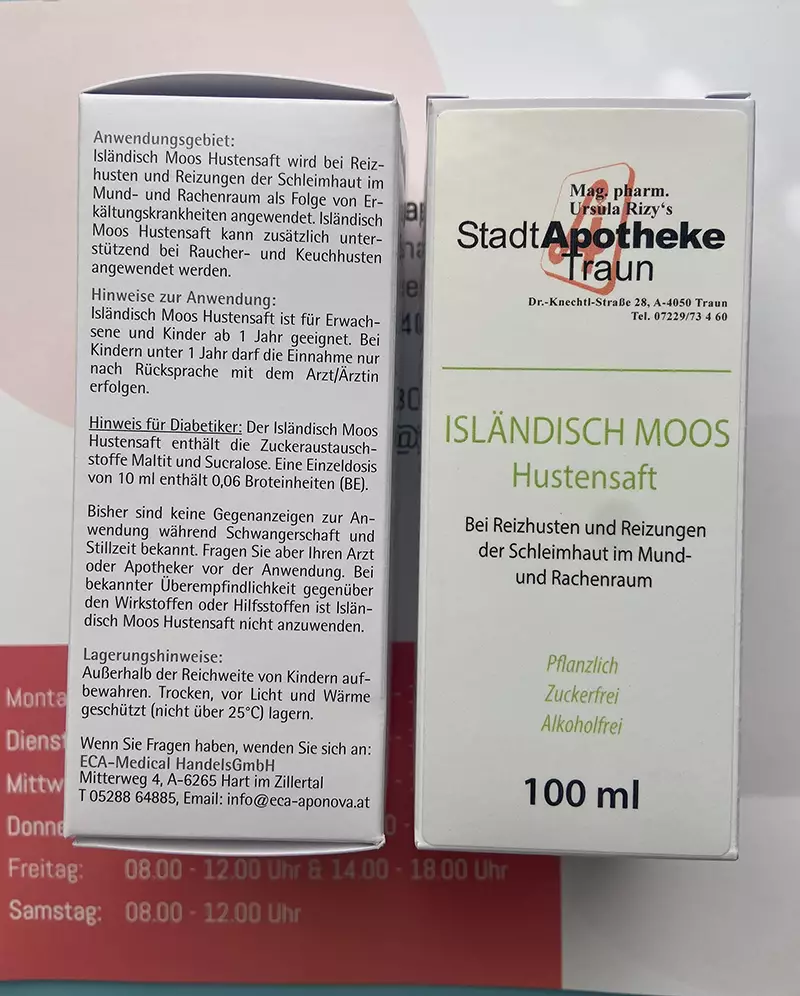 Anwendungsgebiet:
Isländisch Moos Hustensaft wird bei Reiz-
husten und Reizungen der Schleimhaut im
Mund- und Rachenraum als Folge von Er-
kältungskrankheiten angewendet. Isländisch
Moos Hustensaft kann zusätzlich unter-
stützend bei Raucher- und Keuchhusten
angewendet werden.
Hinweise zur Anwendung:
Isländisch Moos Hustensaft ist für Erwach-
sene und Kinder ab 1 Jahr geeignet. Bei
Kindern unter 1 Jahr darf die Einnahme nur
nach Rücksprache mit dem Arzt/Ärztin
erfolgen.
Hinweis für Diabetiker: Der Isländisch Moos
Hustensaft enthält die Zuckeraustausch-
stoffe Maltit und Sucralose. Eine Einzeldosis
von 10 ml enthält 0,06 Broteinheiten (BE).
Bisher sind keine Gegenanzeigen zur An-
wendung während Schwangerschaft und
Stillzeit bekannt. Fragen Sie aber Ihren Arzt
oder Apotheker vor der Anwendung. Bei
bekannter Überempfindlichkeit gegenüber
den Wirkstoffen oder Hilfsstoffen ist Islän-
disch Moos Hustensaft nicht anzuwenden.
Lagerungshinweise:
Außerhalb der Reichweite von Kindern auf-
bewahren. Trocken, vor Licht und Wärme
geschützt (nicht über 25°C) lagern.
Wenn Sie Fragen haben, wenden Sie sich an:
ECA-Medical HandelsGmbH
Mitterweg 4, A-6265 Hart im Zillertal
T 05288 64885, Email: info@eca-aponova.at
Mag. pharm.
Ursula Rizy's
StadtApotheke
Traun
Dr.-Knechtl-Straße 28, A-4050 Traun
Tel. 07229/73 4 60
ISLÄNDISCH MOOS
Hustensaft
Bei Reizhusten und Reizungen
der Schleimhaut im Mund-
und Rachenraum
Pflanzlich
Zuckerfrei
Alkoholfrei
100 ml
Monta
Dienst
Mittw
Donne
Freitag: 08.00 - 12.00 Uhr & 14.00 - 18.00 Uhr
Samstag: 08.00 - 12.00 Uhr